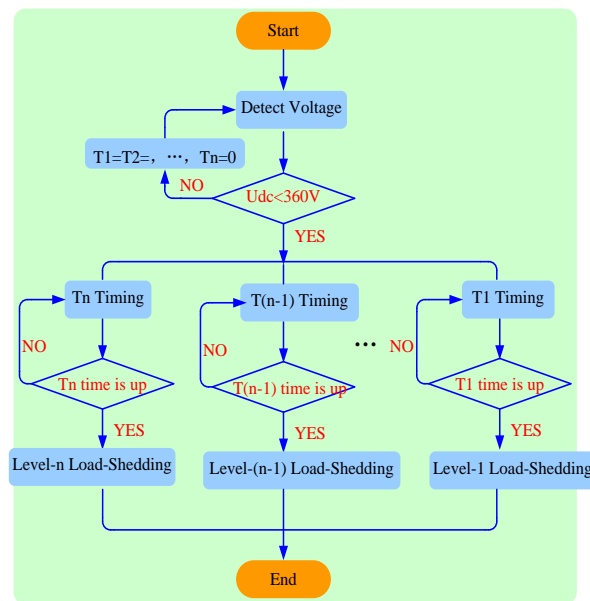 Start
Detect Voltage
T1=T2=，…，Tn=0
NO
Udc<360V
YES
Tn Timing
T(n-1) Timing
T1 Timing
NO
NO
…
NO
Tn time is up
T(n-1) time is up
T1 time is up
YES
YES
YES
Level-n Load-Shedding
Level-(n-1) Load-Shedding
Level-1 Load-Shedding
End